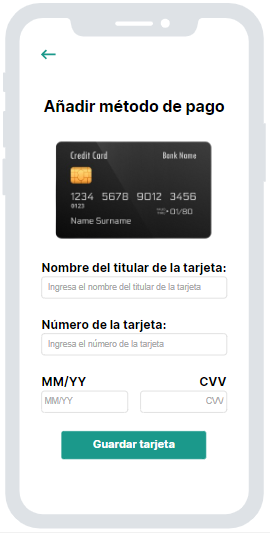 Añadir método de pago
Credit Card Bank Name
1234 5678 9012 3456
0123 01/80
Name Surname
Nombre del titular de la tarjeta:
Ingresa el nombre del titular de la tarjeta
Número de la tarjeta:
Ingresa el número de la tarjeta
MM/YY CVV
MM/YY CVV
Guardar tarjeta